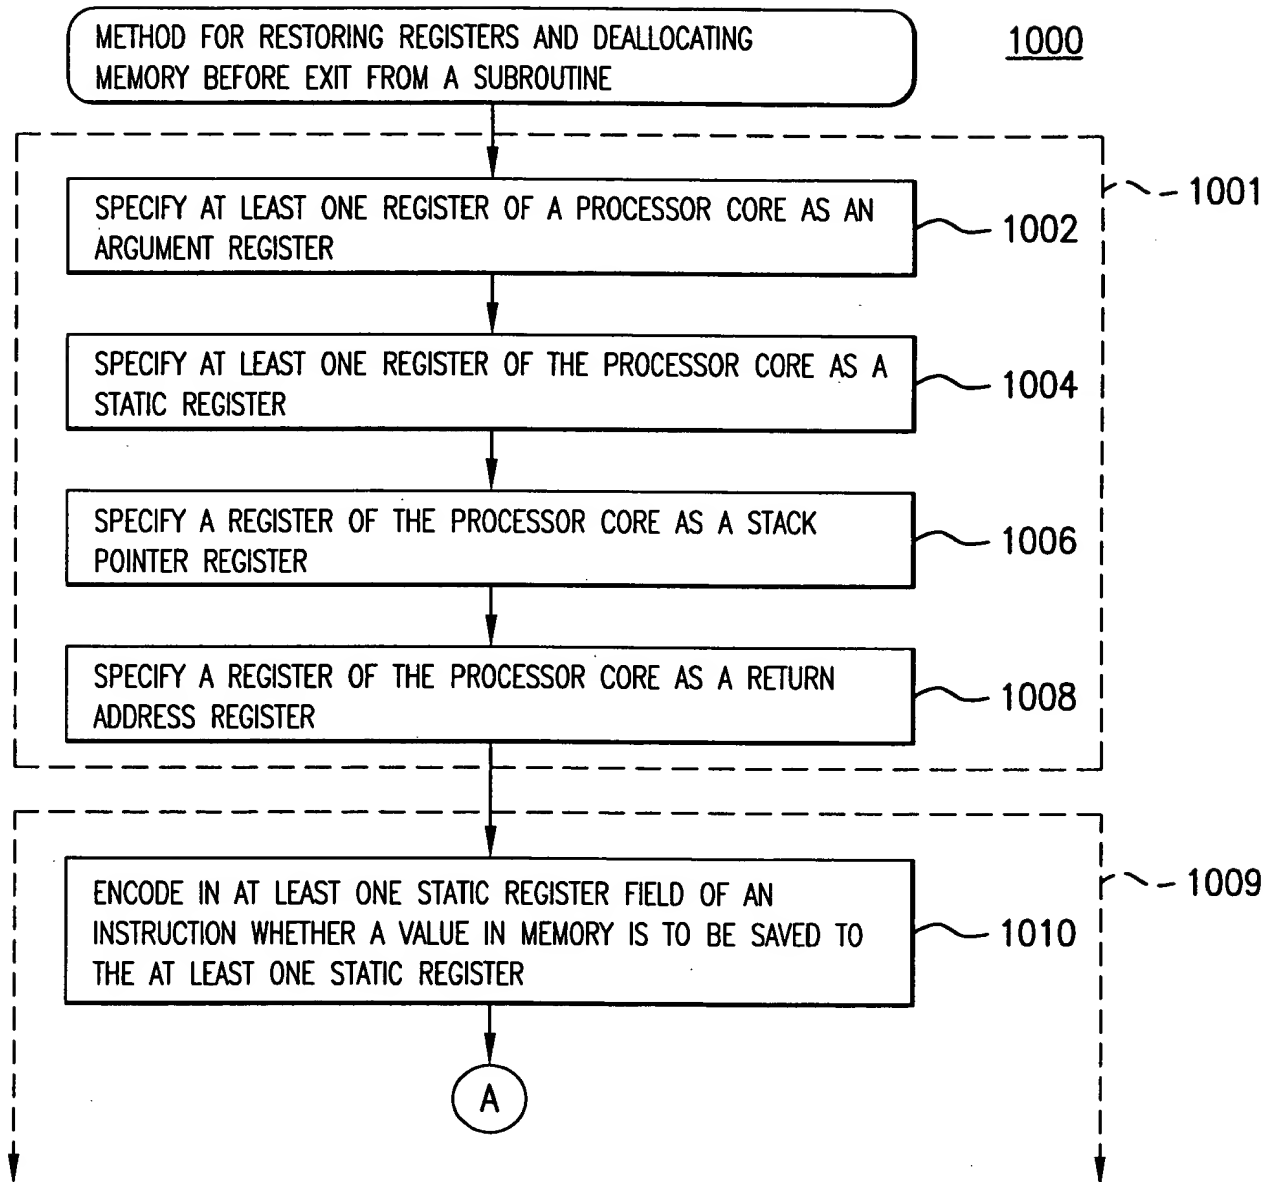 METHOD FOR RESTORING REGISTERS AND DEALLOCATING
MEMORY BEFORE EXIT FROM A SUBROUTINE
1000
1001
SPECIFY AT LEAST ONE REGISTER OF A PROCESSOR CORE AS AN
ARGUMENT REGISTER
1002
SPECIFY AT LEAST ONE REGISTER OF THE PROCESSOR CORE AS A
STATIC REGISTER
1004
SPECIFY A REGISTER OF THE PROCESSOR CORE AS A STACK
POINTER REGISTER
1006
SPECIFY A REGISTER OF THE PROCESSOR CORE AS A RETURN
ADDRESS REGISTER
1008
1009
ENCODE IN AT LEAST ONE STATIC REGISTER FIELD OF AN
INSTRUCTION WHETHER A VALUE IN MEMORY IS TO BE SAVED TO
THE AT LEAST ONE STATIC REGISTER
1010
A